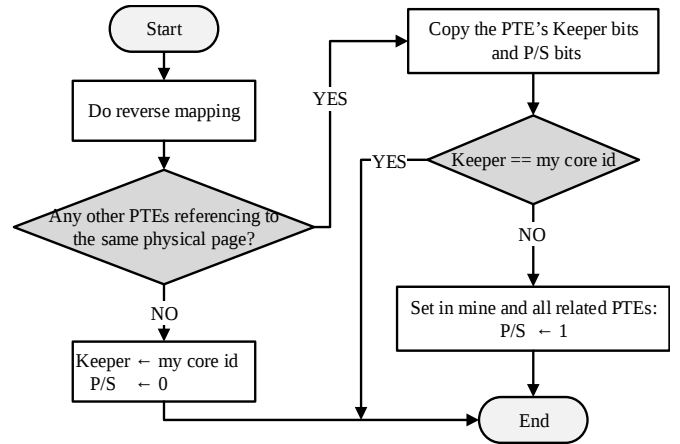 Start
Do reverse mapping
Any other PTEs referencing to
the same physical page?
NO
Keeper ← my core id
P/S ← 0
YES
Copy the PTE’s Keeper bits
and P/S bits
Keeper == my core id
YES
NO
Set in mine and all related PTEs:
P/S ← 1
End